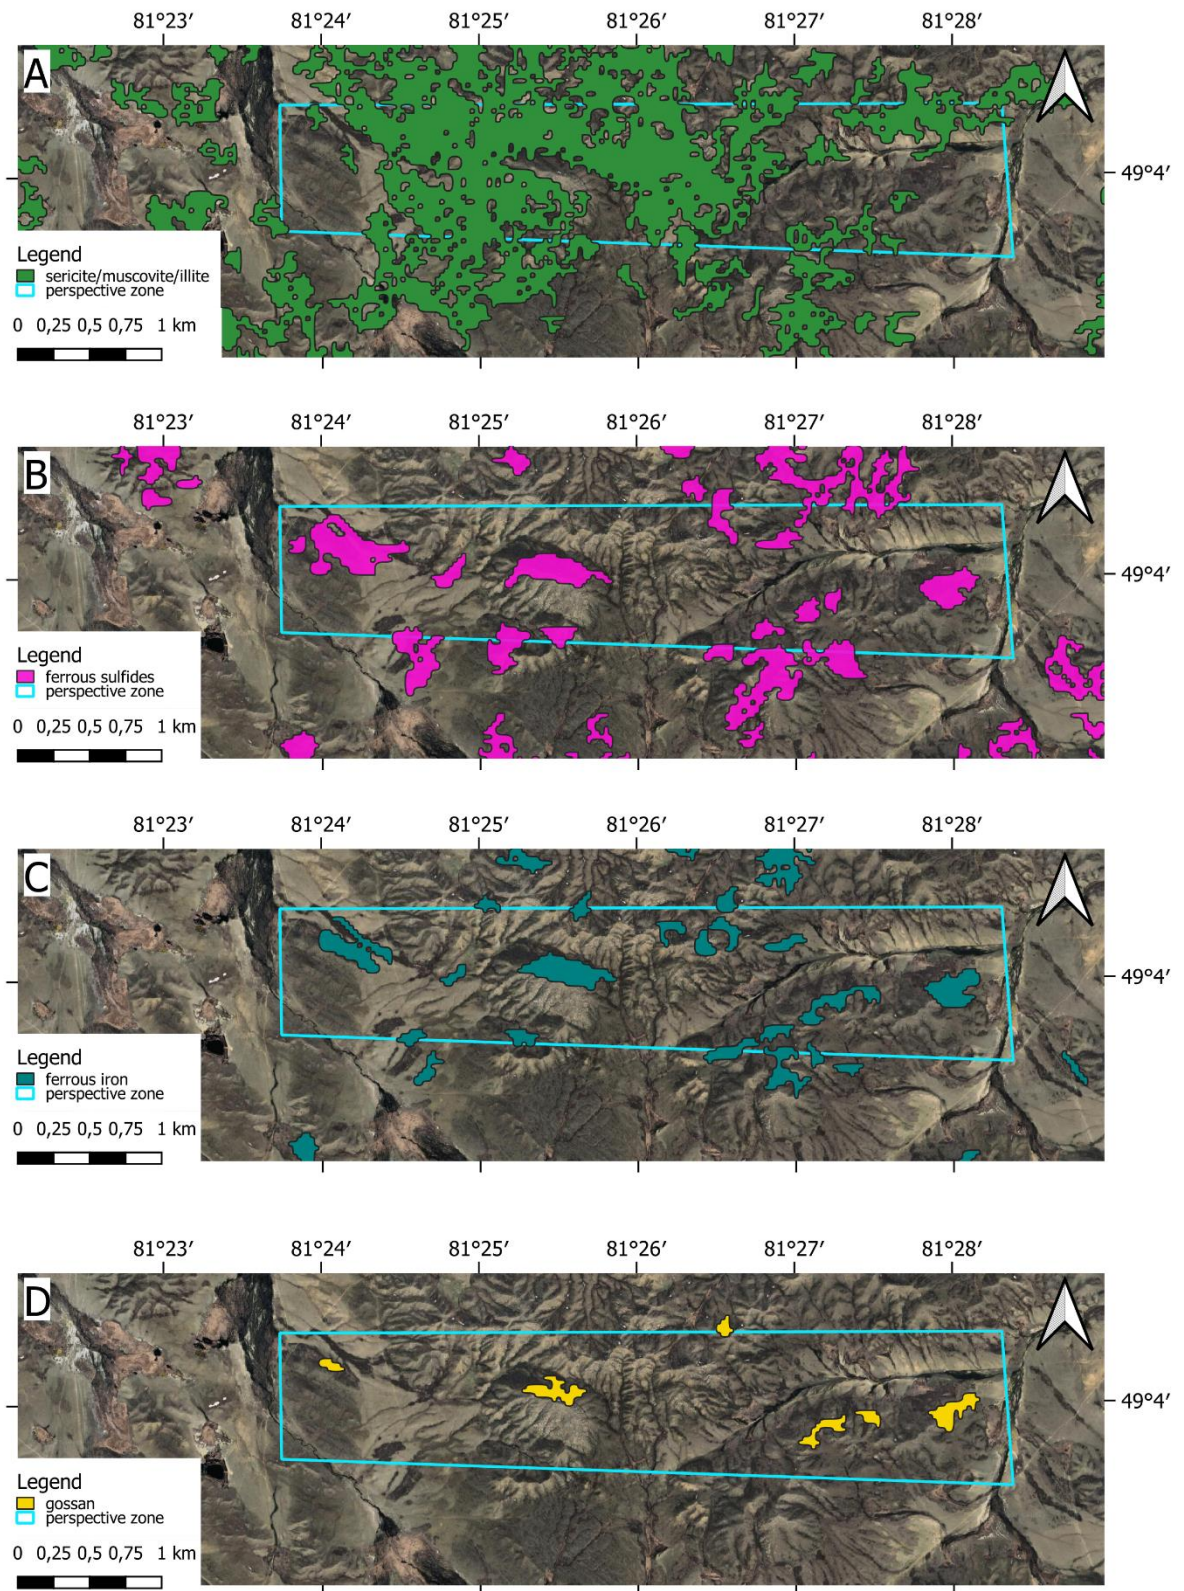 81°23′ 81°24′ 81°25′ 81°26′ 81°27′ 81°28′
A
49°4′
Legend
sericite/muscovite/illite
perspective zone
0 0,25 0,5 0,75 1 km
81°23′ 81°24′ 81°25′ 81°26′ 81°27′ 81°28′
B
49°4′
Legend
ferrous sulfides
perspective zone
0 0,25 0,5 0,75 1 km
81°23′ 81°24′ 81°25′ 81°26′ 81°27′ 81°28′
C
49°4′
Legend
ferrous iron
perspective zone
0 0,25 0,5 0,75 1 km
81°23′ 81°24′ 81°25′ 81°26′ 81°27′ 81°28′
D
49°4′
Legend
gossan
perspective zone
0 0,25 0,5 0,75 1 km